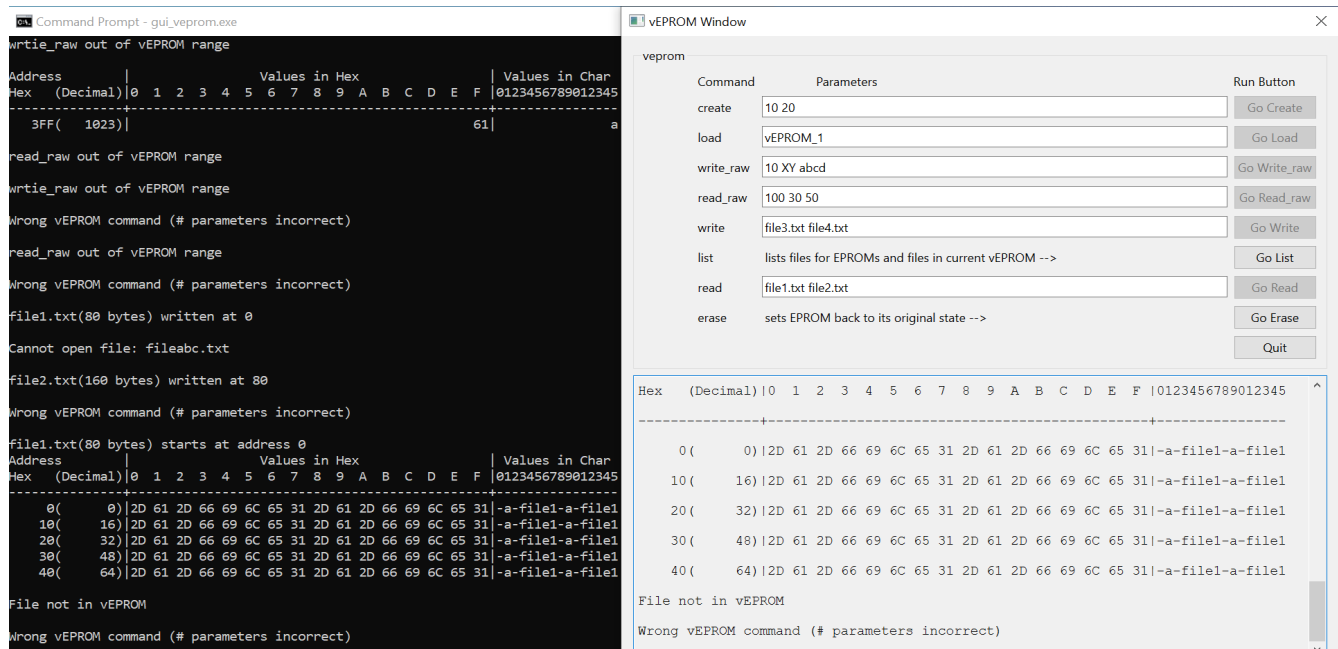 Command Prompt - gui_veprom.exe
wrtie_raw out of vEPROM range
Address | Values in Hex | Values in Char
Hex (Decimal)|0 1 2 3 4 5 6 7 8 9 A B C D E F |0123456789012345
---------------+------------------------------------------------+----------------
3FF( 1023)| 61| a
read_raw out of vEPROM range
wrtie_raw out of vEPROM range
Wrong vEPROM command (# parameters incorrect)
read_raw out of vEPROM range
Wrong vEPROM command (# parameters incorrect)
file1.txt(80 bytes) written at 0
Cannot open file: fileabc.txt
file2.txt(160 bytes) written at 80
Wrong vEPROM command (# parameters incorrect)
file1.txt(80 bytes) starts at address 0
Address | Values in Hex | Values in Char
Hex (Decimal)|0 1 2 3 4 5 6 7 8 9 A B C D E F |0123456789012345
---------------+------------------------------------------------+----------------
0( 0)|2D 61 2D 66 69 6C 65 31 2D 61 2D 66 69 6C 65 31|-a-file1-a-file1
10( 16)|2D 61 2D 66 69 6C 65 31 2D 61 2D 66 69 6C 65 31|-a-file1-a-file1
20( 32)|2D 61 2D 66 69 6C 65 31 2D 61 2D 66 69 6C 65 31|-a-file1-a-file1
30( 48)|2D 61 2D 66 69 6C 65 31 2D 61 2D 66 69 6C 65 31|-a-file1-a-file1
40( 64)|2D 61 2D 66 69 6C 65 31 2D 61 2D 66 69 6C 65 31|-a-file1-a-file1
File not in vEPROM
Wrong vEPROM command (# parameters incorrect)
vEPROM Window
veprom
Command Parameters Run Button
create 10 20 Go Create
load vEPROM_1 Go Load
write_raw 10 XY abcd Go Write_raw
read_raw 100 30 50 Go Read_raw
write file3.txt file4.txt Go Write
list lists files for EPROMs and files in current vEPROM --> Go List
read file1.txt file2.txt Go Read
erase sets EPROM back to its original state --> Go Erase
Quit
Hex (Decimal)|0 1 2 3 4 5 6 7 8 9 A B C D E F |0123456789012345
---------------+------------------------------------------------+----------------
0( 0)|2D 61 2D 66 69 6C 65 31 2D 61 2D 66 69 6C 65 31|-a-file1-a-file1
10( 16)|2D 61 2D 66 69 6C 65 31 2D 61 2D 66 69 6C 65 31|-a-file1-a-file1
20( 32)|2D 61 2D 66 69 6C 65 31 2D 61 2D 66 69 6C 65 31|-a-file1-a-file1
30( 48)|2D 61 2D 66 69 6C 65 31 2D 61 2D 66 69 6C 65 31|-a-file1-a-file1
40( 64)|2D 61 2D 66 69 6C 65 31 2D 61 2D 66 69 6C 65 31|-a-file1-a-file1
File not in vEPROM
Wrong vEPROM command (# parameters incorrect)